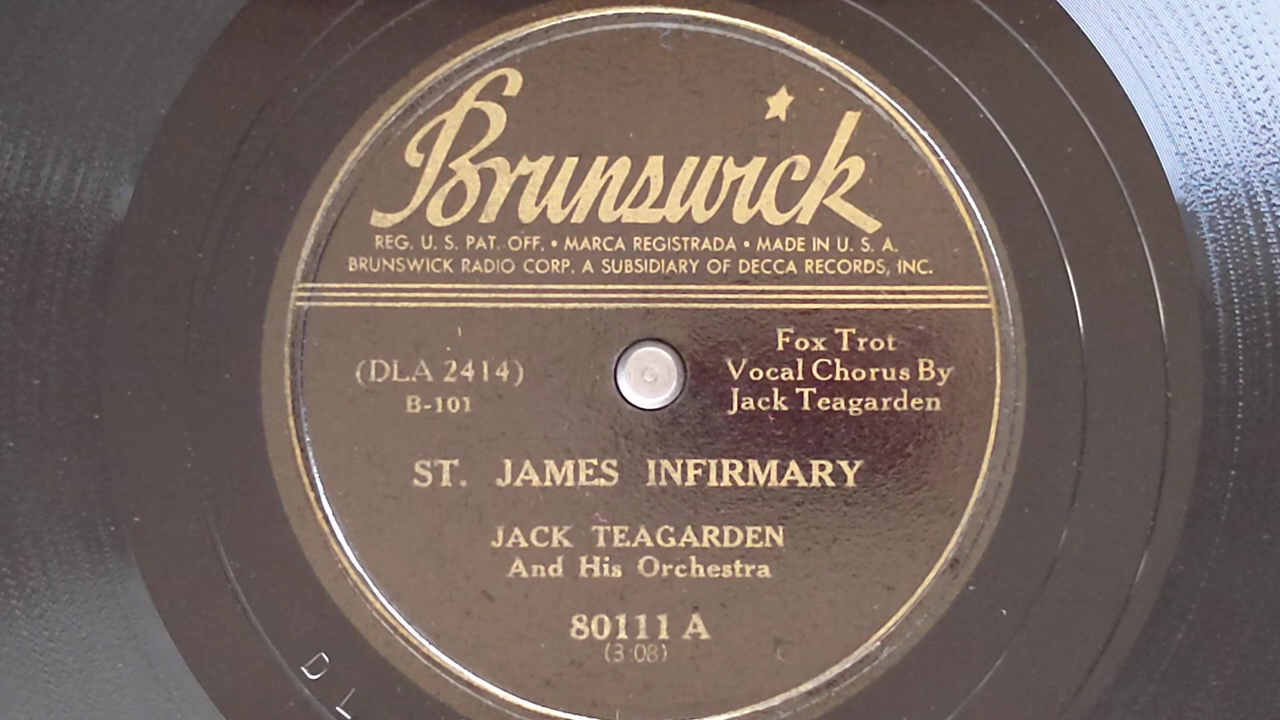 Brunswick
REG. U. S. PAT. OFF. • MARCA REGISTRADA • MADE IN U. S. A.
BRUNSWICK RADIO CORP. A SUBSIDIARY OF DECCA RECORDS, INC.
Fox Trot
(DLA 2414) Vocal Chorus By
B-101 Jack Teagarden
ST. JAMES INFIRMARY
JACK TEAGARDEN
And His Orchestra
80111 A
(3:08)
D L